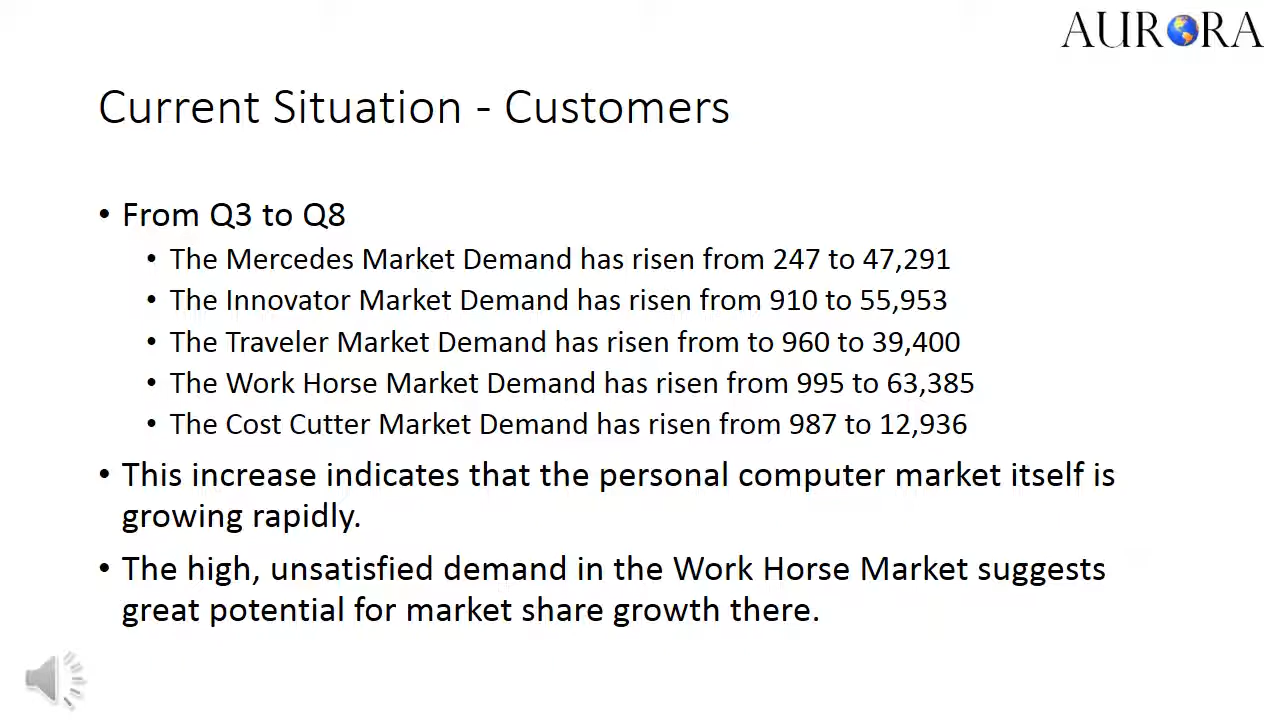 AURORA
Current Situation - Customers
• From Q3 to Q8
• The Mercedes Market Demand has risen from 247 to 47,291
• The Innovator Market Demand has risen from 910 to 55,953
• The Traveler Market Demand has risen from to 960 to 39,400
• The Work Horse Market Demand has risen from 995 to 63,385
• The Cost Cutter Market Demand has risen from 987 to 12,936
• This increase indicates that the personal computer market itself is
growing rapidly.
• The high, unsatisfied demand in the Work Horse Market suggests
great potential for market share growth there.